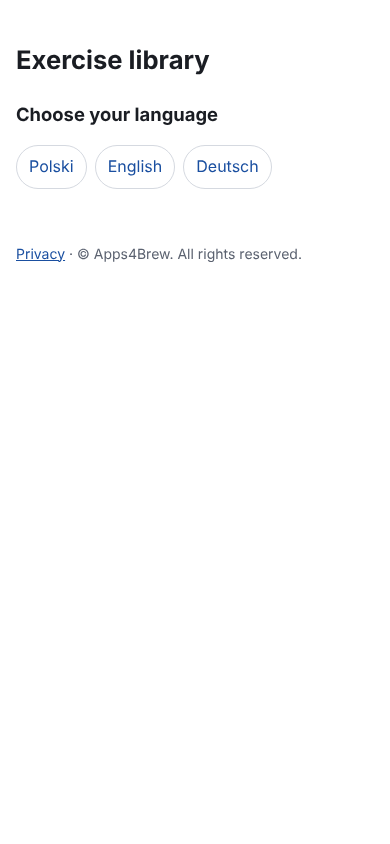 Exercise library
Choose your language
Polski English Deutsch
Privacy · © Apps4Brew. All rights reserved.